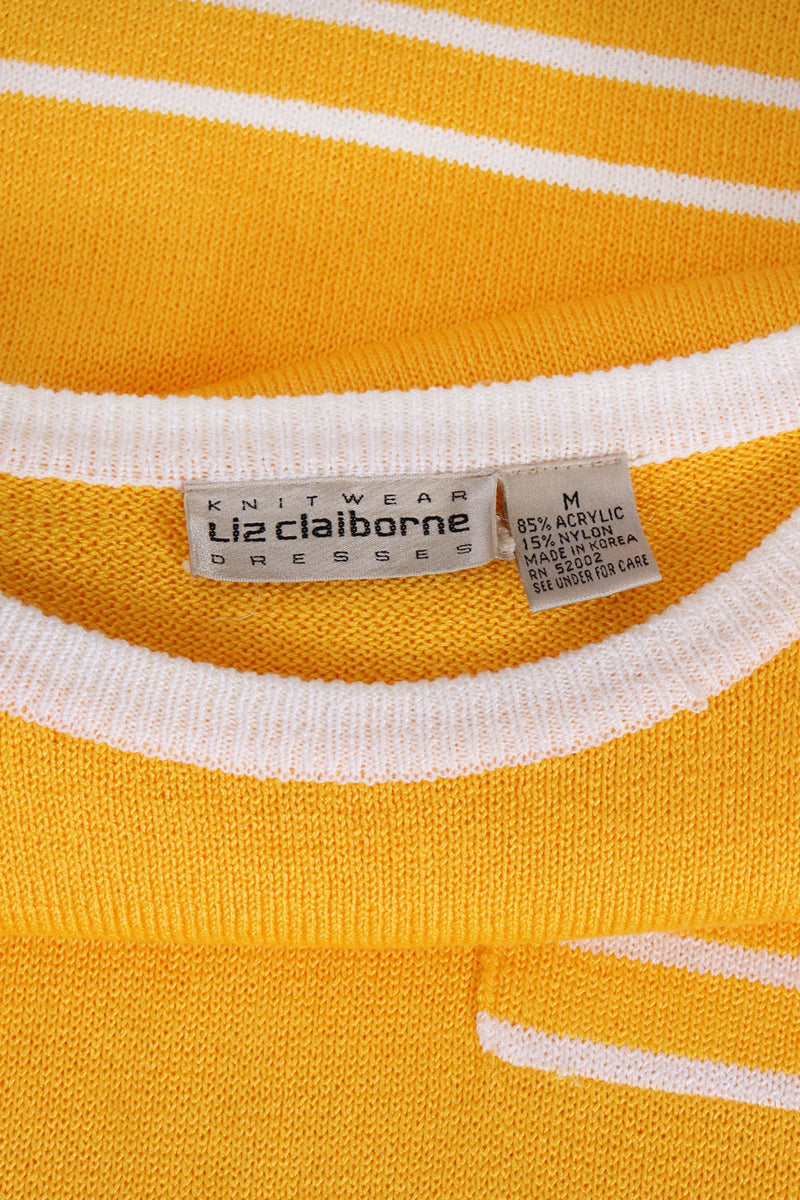 KNITWEAR
Liz claiborne
DRESSES
M
85% ACRYLIC
15% NYLON
MADE IN KOREA
RN 52002
SEE UNDER FOR CARE